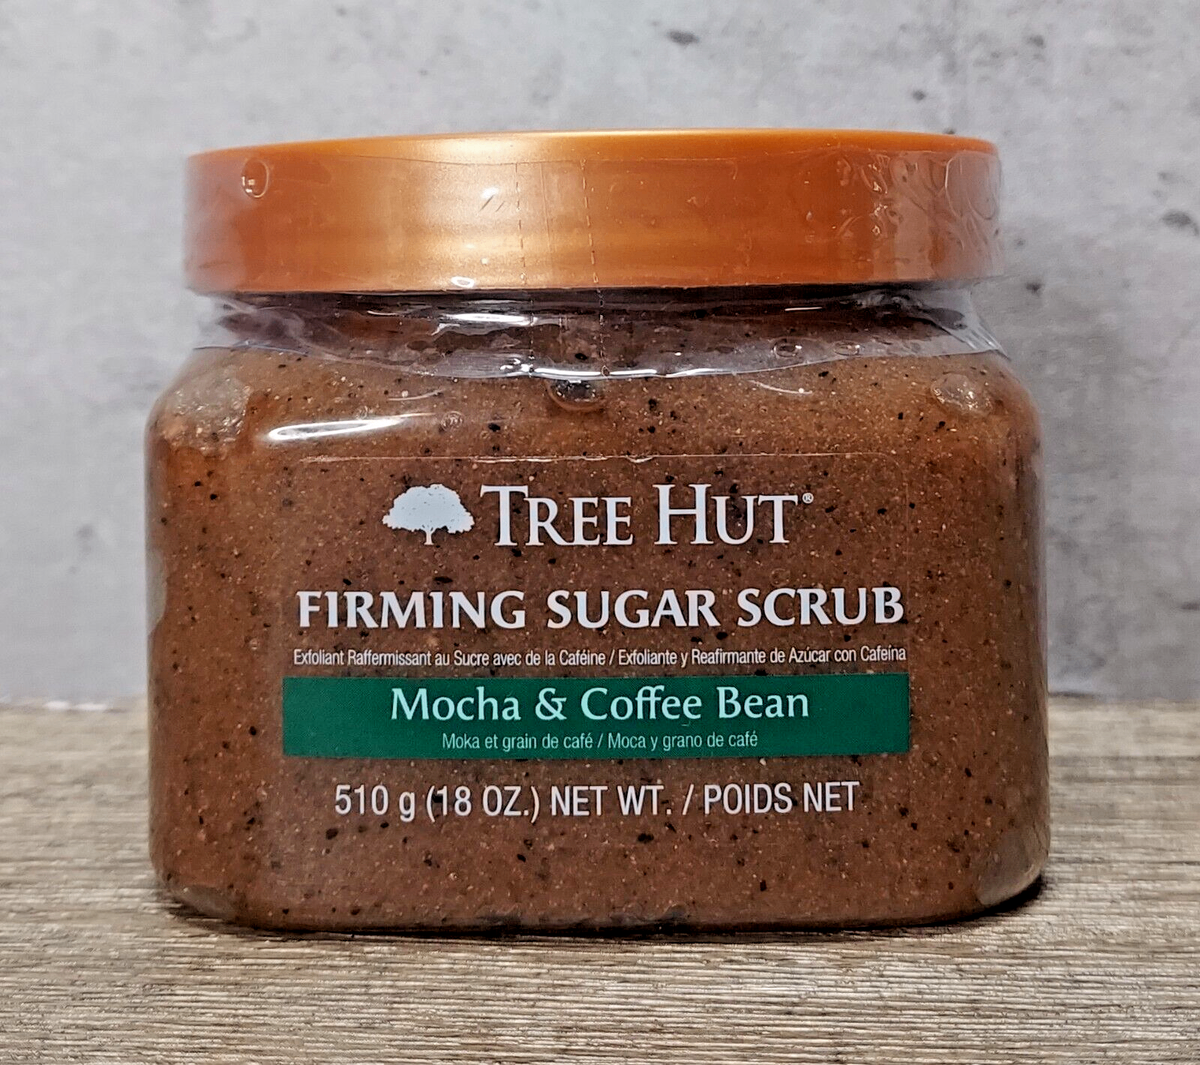 TREE HUT®
FIRMING SUGAR SCRUB
Exfoliant Raffermissant au Sucre avec de la Caféine / Exfoliante y Reafirmante de Azúcar con Cafeína
Mocha & Coffee Bean
Moka et grain de café / Moca y grano de café
510 g (18 OZ.) NET WT. / POIDS NET